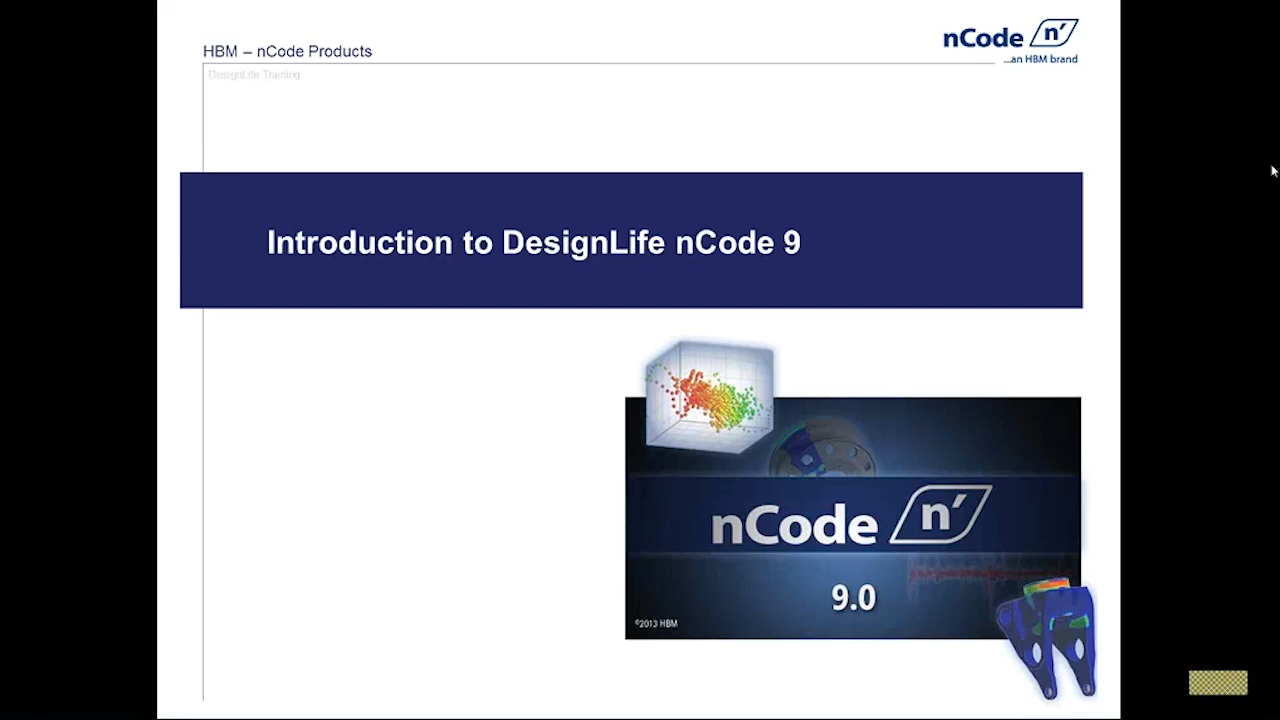 HBM – nCode Products
nCode n′
...an HBM brand
DesignLife Training
Introduction to DesignLife nCode 9
nCode n′
9.0
©2013 HBM